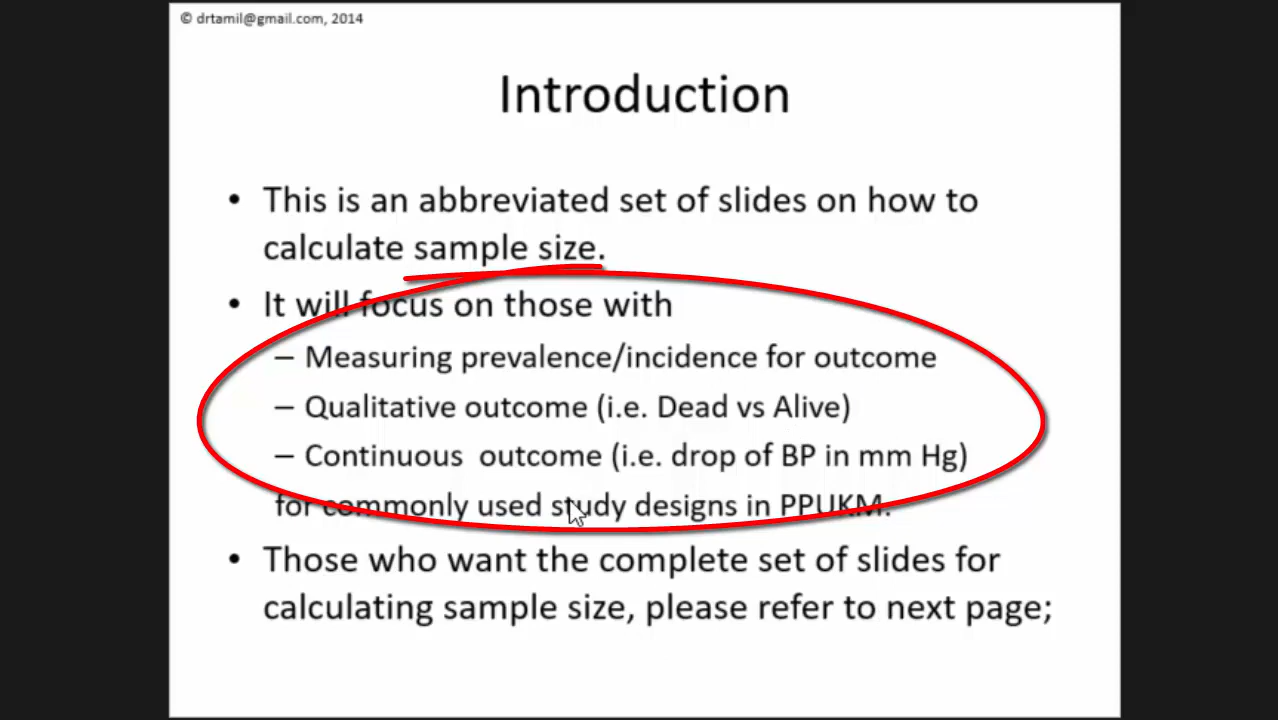 © drtamil@gmail.com, 2014
Introduction
• This is an abbreviated set of slides on how to
calculate sample size.
• It will focus on those with
– Measuring prevalence/incidence for outcome
– Qualitative outcome (i.e. Dead vs Alive)
– Continuous outcome (i.e. drop of BP in mm Hg)
for commonly used study designs in PPUKM.
• Those who want the complete set of slides for
calculating sample size, please refer to next page;